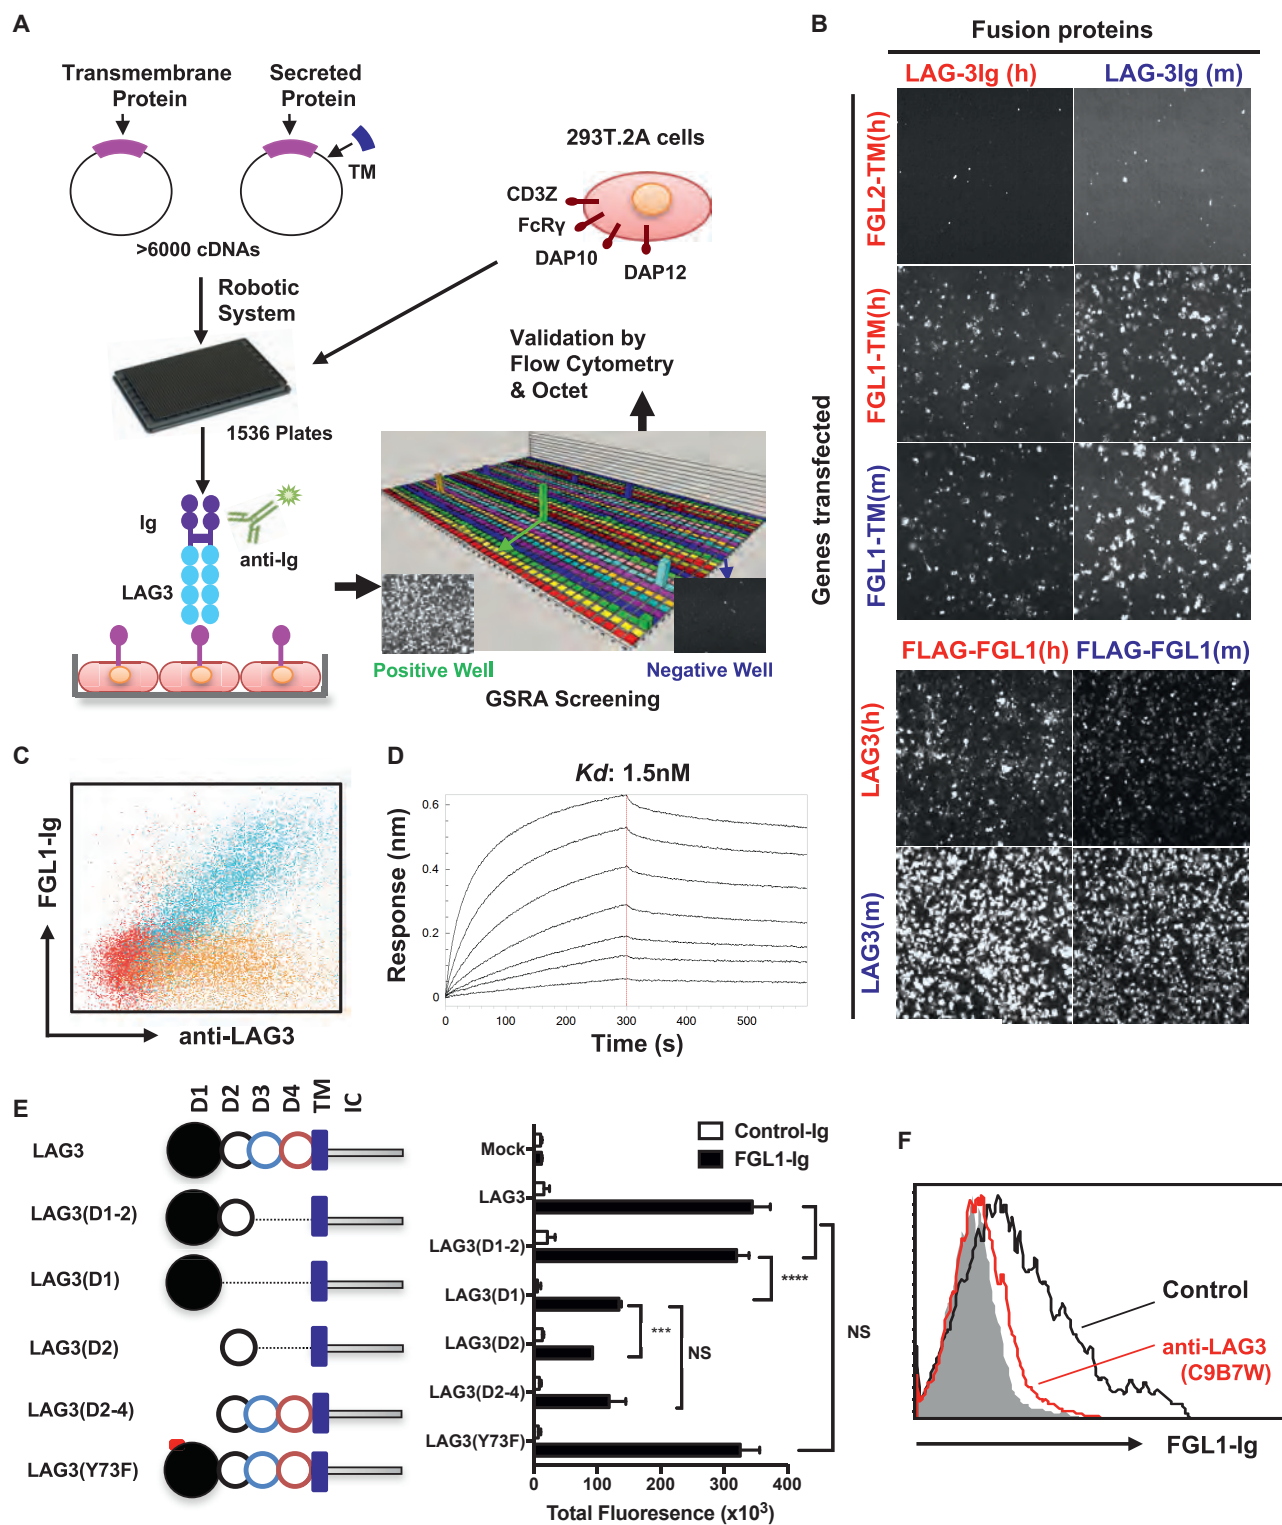 A
Transmembrane
Protein
Secreted
Protein
TM
>6000 cDNAs
Robotic
System
1536 Plates
293T.2A cells
CD3Z
FcRγ
DAP10
DAP12
Validation by
Flow Cytometry
& Octet
Ig
anti-Ig
LAG3
Positive Well
Negative Well
GSRA Screening
B
Fusion proteins
LAG-3Ig (h)
LAG-3Ig (m)
Genes transfected
FGL2-TM(h)
FGL1-TM(h)
FGL1-TM(m)
FLAG-FGL1(h)
FLAG-FGL1(m)
LAG3(h)
LAG3(m)
C
FGL1-Ig
anti-LAG3
D
Kd: 1.5nM
Response (nm)
0.6
0.4
0.2
0
0
100
200
300
400
500
Time (s)
E
D1
D2
D3
D4
TM
IC
LAG3
LAG3(D1-2)
LAG3(D1)
LAG3(D2)
LAG3(D2-4)
LAG3(Y73F)
Control-Ig
FGL1-Ig
Mock
LAG3
LAG3(D1-2)
LAG3(D1)
LAG3(D2)
LAG3(D2-4)
LAG3(Y73F)
****
***
NS
NS
0
100
200
300
400
Total Fluoresence (x10³)
F
Control
anti-LAG3
(C9B7W)
FGL1-Ig